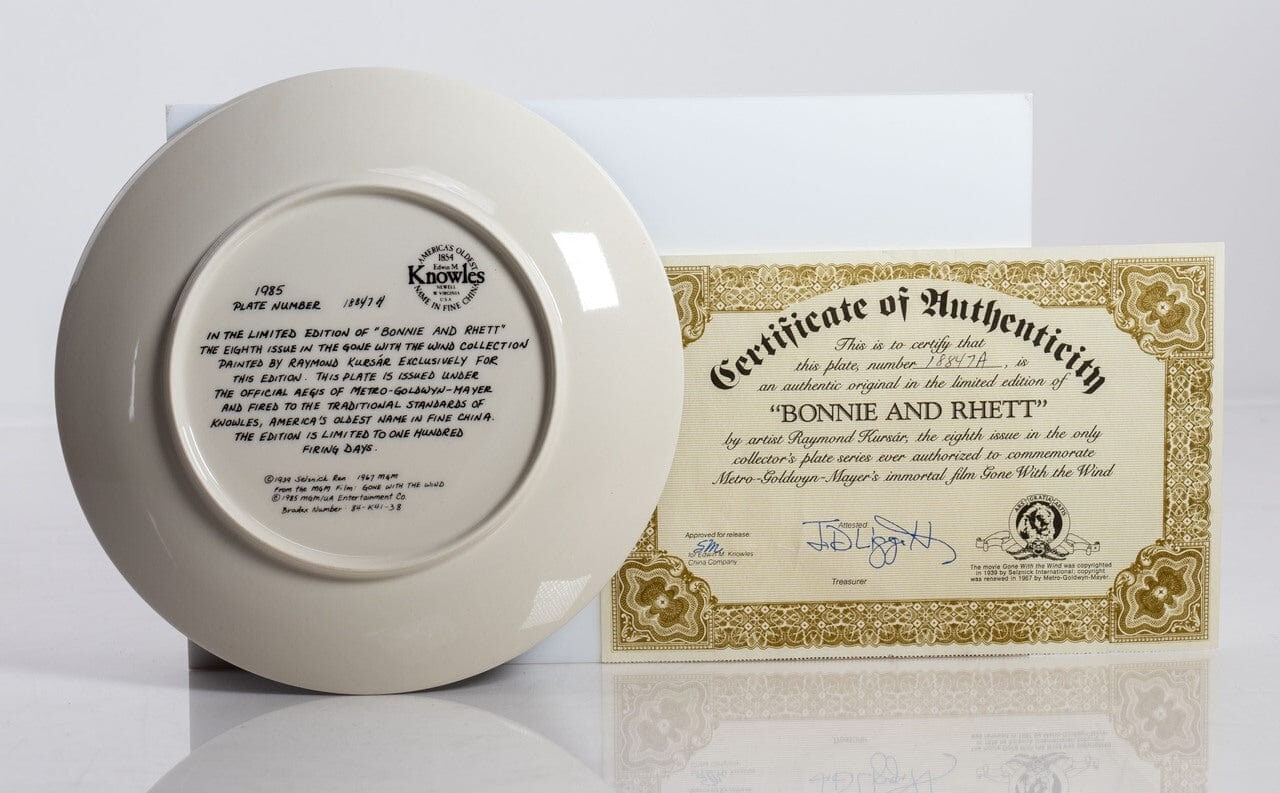 AMERICA'S OLDEST
1854
Edwin M.
Knowles
NEWELL
W. VIRGINIA
U.S.A.
NAME IN FINE CHINA
1985
PLATE NUMBER 18847A
IN THE LIMITED EDITION OF "BONNIE AND RHETT"
THE EIGHTH ISSUE IN THE GONE WITH THE WIND COLLECTION
PAINTED BY RAYMOND KURSÁR EXCLUSIVELY FOR
THIS EDITION. THIS PLATE IS ISSUED UNDER
THE OFFICIAL AEGIS OF METRO-GOLDWYN-MAYER
AND FIRED TO THE TRADITIONAL STANDARDS OF
KNOWLES, AMERICA'S OLDEST NAME IN FINE CHINA.
THE EDITION IS LIMITED TO ONE HUNDRED
FIRING DAYS.
©1939 Selznick Ren. 1967 MGM
From the MGM Film: GONE WITH THE WIND
©1985 MGM/UA Entertainment Co.
Bradex Number: 84-K41-3.8
Certificate of Authenticity
This is to certify that
this plate, number 18847A, is
an authentic original in the limited edition of
"BONNIE AND RHETT"
by artist Raymond Kursár, the eighth issue in the only
collector's plate series ever authorized to commemorate
Metro-Goldwyn-Mayer's immortal film Gone With the Wind
Approved for release:
SM
for Edwin M. Knowles
China Company
Attested:
Treasurer
ARS GRATIA ARTIS
The movie Gone With the Wind was copyrighted
in 1939 by Selznick International; copyright
was renewed in 1967 by Metro-Goldwyn-Mayer.